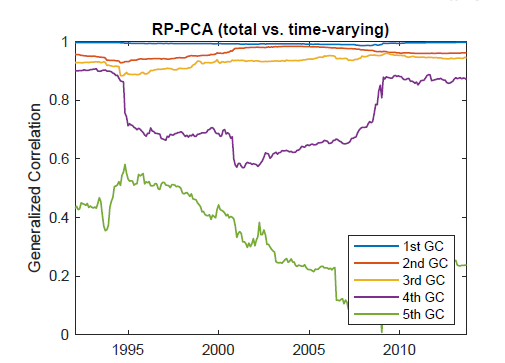 RP-PCA (total vs. time-varying)
Generalized Correlation
1
0.8
0.6
0.4
0.2
0
1995
2000
2005
2010
1st GC
2nd GC
3rd GC
4th GC
5th GC